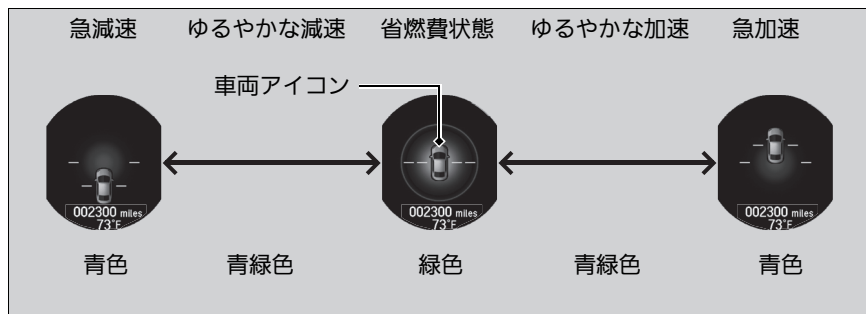 急減速 ゆるやかな減速 省燃費状態 ゆるやかな加速 急加速
車両アイコン
002300 miles 002300 miles 002300 miles
73°F 73°F 73°F
青色 青緑色 緑色 青緑色 青色